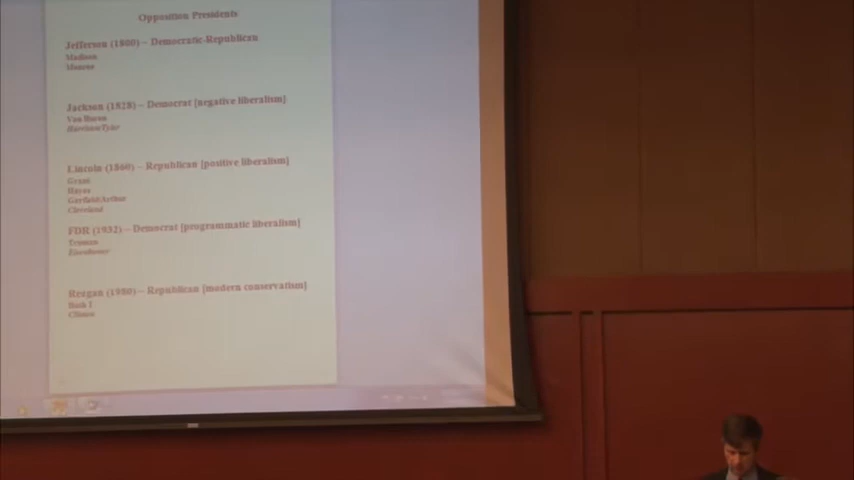 Opposition Presidents
Jefferson (1800) – Democratic-Republican
Madison
Monroe
Jackson (1828) – Democrat [negative liberalism]
Van Buren
Harrison/Tyler
Lincoln (1860) – Republican [positive liberalism]
Grant
Hayes
Garfield/Arthur
Cleveland
FDR (1932) – Democrat [programmatic liberalism]
Truman
Eisenhower
Reagan (1980) – Republican [modern conservatism]
Bush I
Clinton